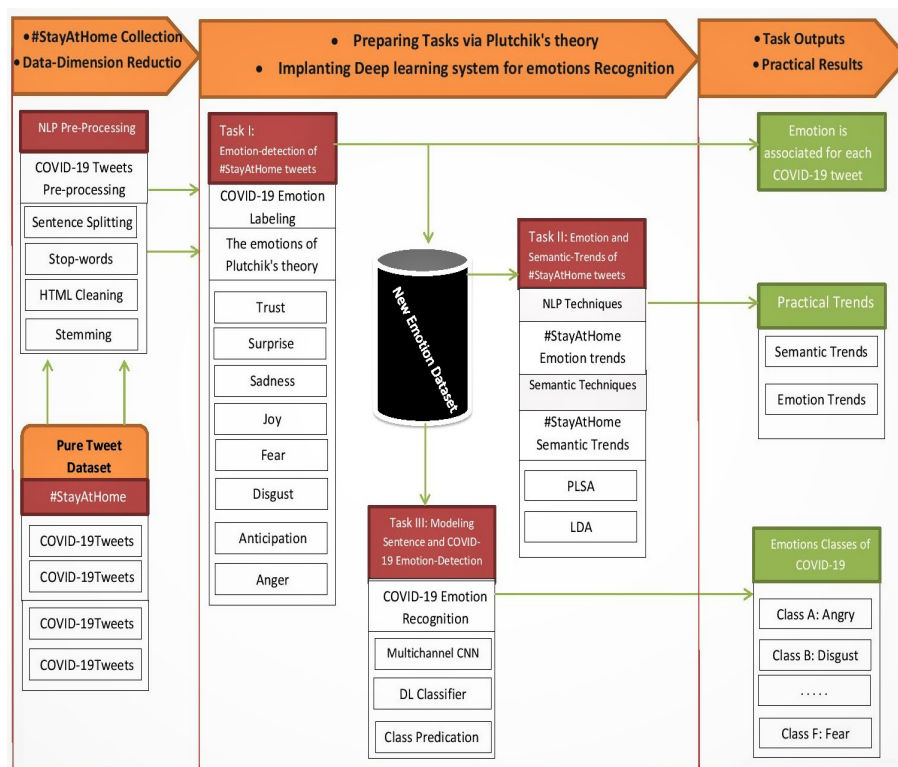 #StayAtHome Collection
Data-Dimension Reductio
Preparing Tasks via Plutchik's theory
Implanting Deep learning system for emotions Recognition
Task Outputs
Practical Results
NLP Pre-Processing
COVID-19 Tweets
Pre-processing
Sentence Splitting
Stop-words
HTML Cleaning
Stemming
Pure Tweet
Dataset
#StayAtHome
COVID-19Tweets
COVID-19Tweets
COVID-19Tweets
COVID-19Tweets
Task I:
Emotion-detection of
#StayAtHome tweets
COVID-19 Emotion
Labeling
The emotions of
Plutchik's theory
Trust
Surprise
Sadness
Joy
Fear
Disgust
Anticipation
Anger
New Emotion Dataset
Task II: Emotion and
Semantic-Trends of
#StayAtHome tweets
NLP Techniques
#StayAtHome
Emotion trends
Semantic Techniques
#StayAtHome
Semantic Trends
PLSA
LDA
Task III: Modeling
Sentence and COVID-
19 Emotion-Detection
COVID-19 Emotion
Recognition
Multichannel CNN
DL Classifier
Class Predication
Emotion is
associated for each
COVID-19 tweet
Practical Trends
Semantic Trends
Emotion Trends
Emotions Classes of
COVID-19
Class A: Angry
Class B: Disgust
. . . . .
Class F: Fear